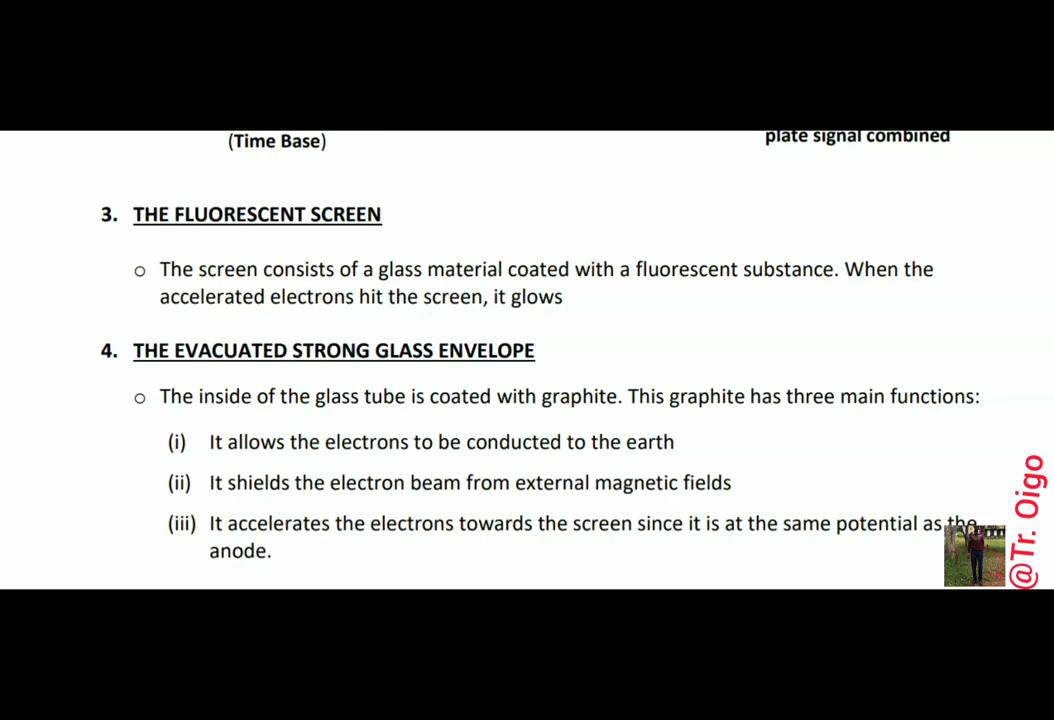 (Time Base)
plate signal combined
3. THE FLUORESCENT SCREEN
o The screen consists of a glass material coated with a fluorescent substance. When the
accelerated electrons hit the screen, it glows
4. THE EVACUATED STRONG GLASS ENVELOPE
o The inside of the glass tube is coated with graphite. This graphite has three main functions:
(i) It allows the electrons to be conducted to the earth
(ii) It shields the electron beam from external magnetic fields
(iii) It accelerates the electrons towards the screen since it is at the same potential as the
anode.
@Tr. Oigo